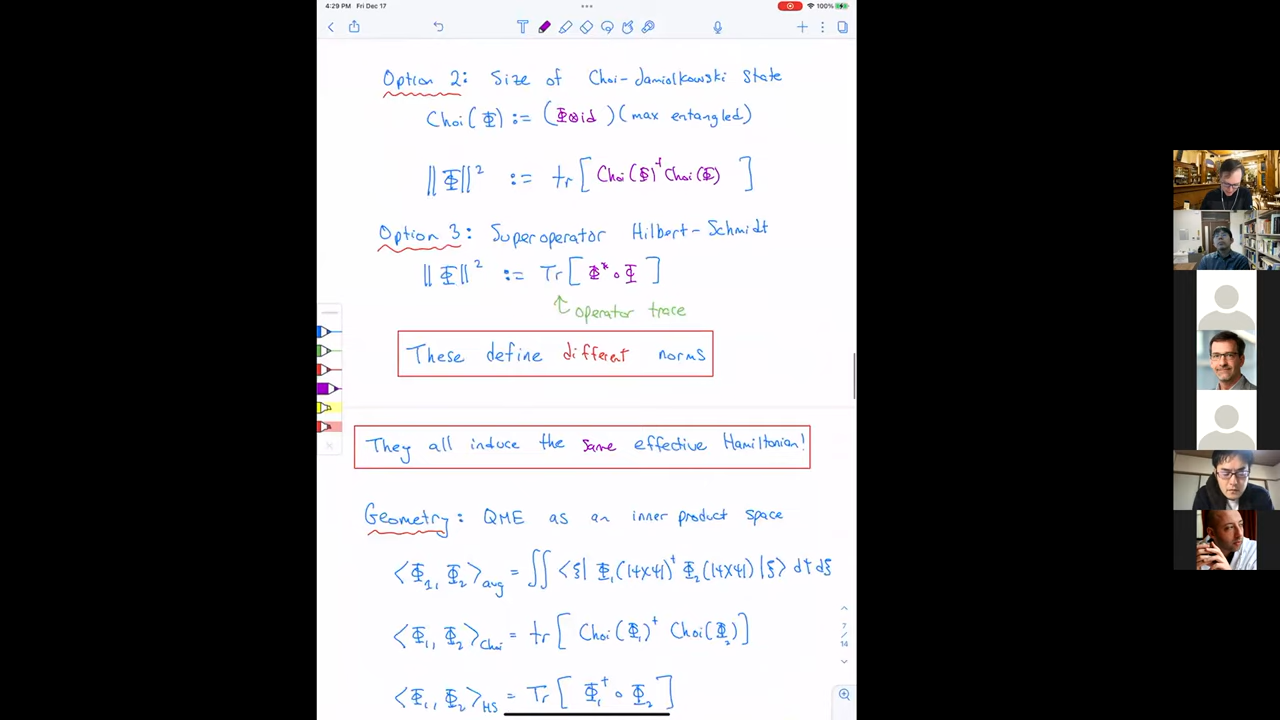 4:29 PM Fri Dec 17
100%
Option 2: Size of Choi-Jamiolkowski State
Choi(Φ) := (Φ⊗id)(max entangled)
||Φ||² := tr[Choi(Φ)†Choi(Φ)]
Option 3: Superoperator Hilbert-Schmidt
||Φ||² := Tr[Φ*∘Φ]
↑ operator trace
These define different norms
They all induce the same effective Hamiltonian!
Geometry: QME as an inner product space
⟨Φ₁, Φ₂⟩avg = ∬⟨ξ| Φ₁(|ψ⟩⟨ψ|)† Φ₂(|ψ⟩⟨ψ|) |ξ⟩ dψ dξ
⟨Φ₁, Φ₂⟩Choi = tr[Choi(Φ₁)† Choi(Φ₂)]
⟨Φ₁, Φ₂⟩HS = Tr[Φ₁† ∘ Φ₂]
7
/
14